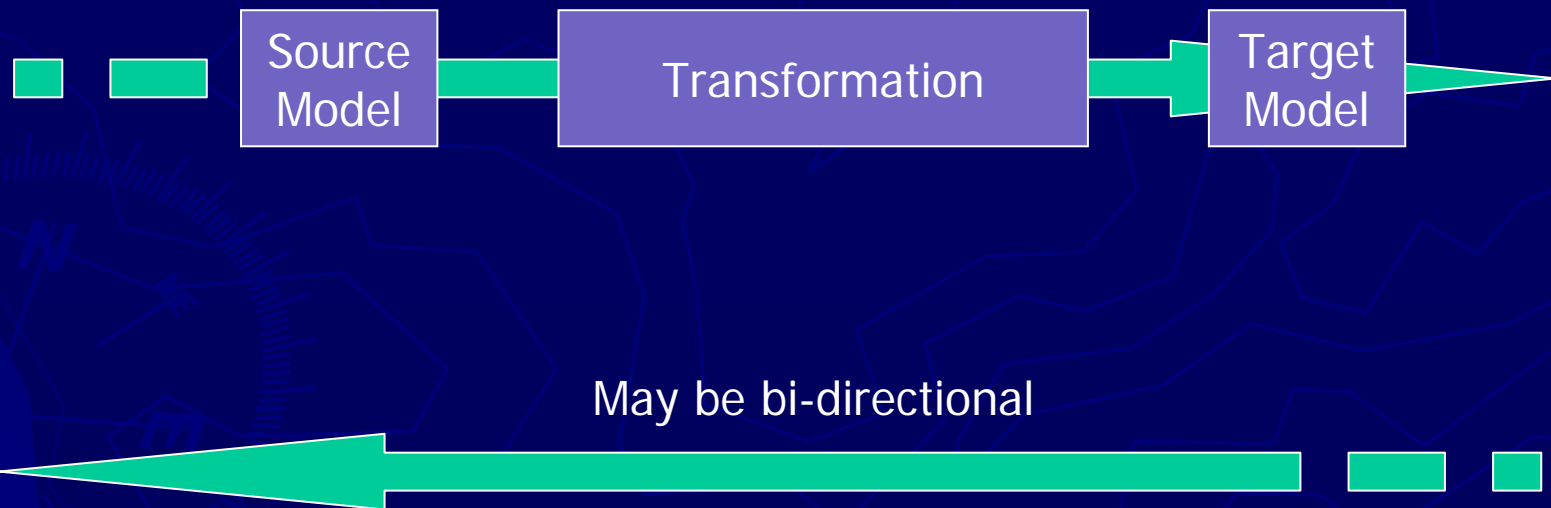 Source
Model
Transformation
Target
Model
May be bi-directional
N
E